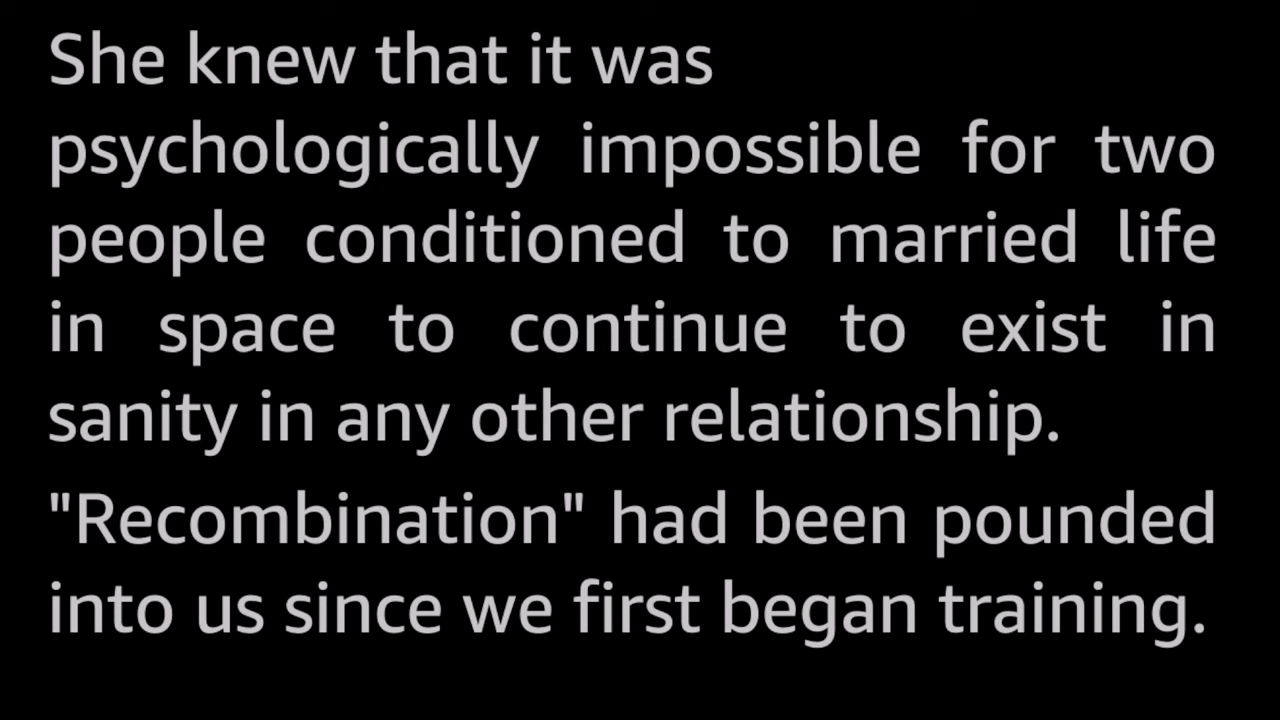 She knew that it was
psychologically impossible for two
people conditioned to married life
in space to continue to exist in
sanity in any other relationship.
"Recombination" had been pounded
into us since we first began training.